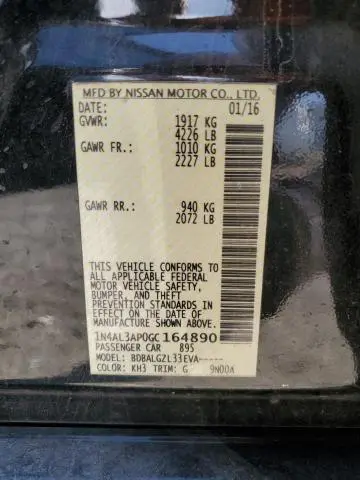 MFD BY NISSAN MOTOR CO., LTD.
DATE: 01/16
GVWR: 1917 KG
4226 LB
GAWR FR.: 1010 KG
2227 LB
GAWR RR.: 940 KG
2072 LB
THIS VEHICLE CONFORMS TO
ALL APPLICABLE FEDERAL
MOTOR VEHICLE SAFETY,
BUMPER, AND THEFT
PREVENTION STANDARDS IN
EFFECT ON THE DATE OF
MANUFACTURE SHOWN ABOVE.
1N4AL3AP0GC164890
PASSENGER CAR 895
MODEL: BDBALGZL33EVA-----
COLOR: KH3 TRIM: G 9N00A